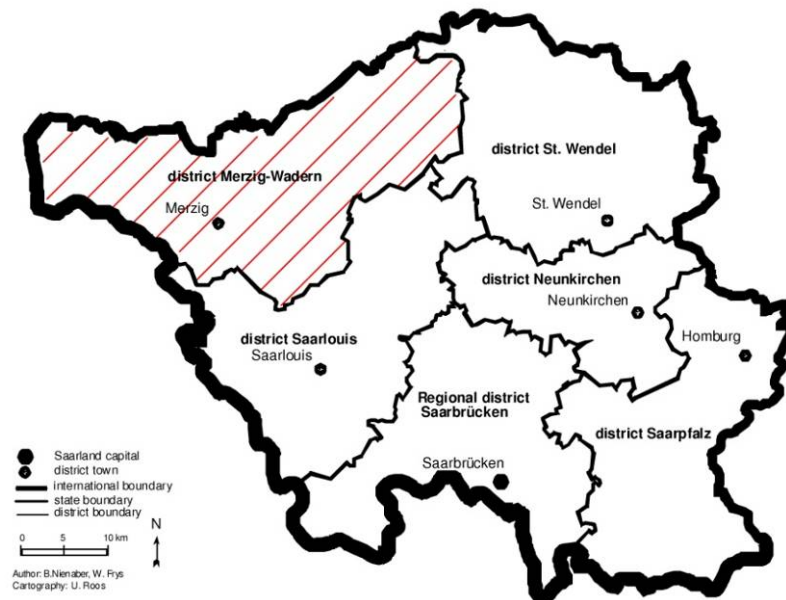 district St. Wendel
district Merzig-Wadern
Merzig
St. Wendel
district Neunkirchen
Neunkirchen
district Saarlouis
Saarlouis
Homburg
Regional district
Saarbrücken
district Saarpfalz
Saarbrücken
Saarland capital
district town
international boundary
state boundary
district boundary
N
0 5 10 km
Author: B.Nienaber, W. Frys
Cartography: U. Roos